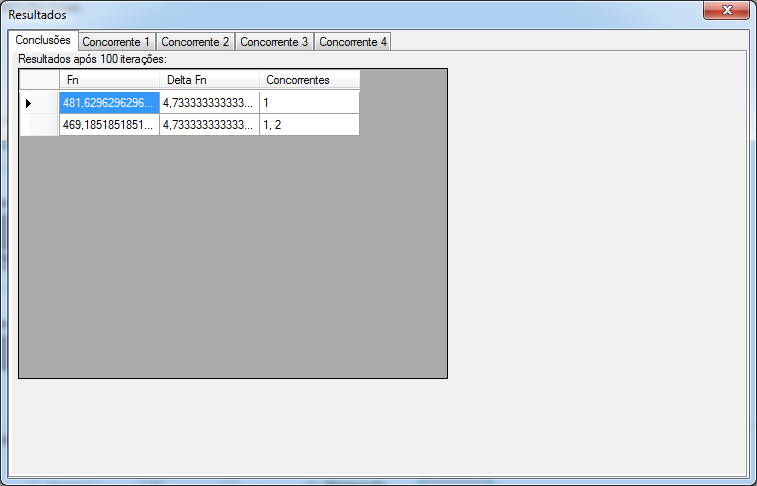 Resultados
Conclusões Concorrente 1 Concorrente 2 Concorrente 3 Concorrente 4
Resultados após 100 iterações:
Fn Delta Fn Concorrentes
481,6296296296... 4,733333333333... 1
469,1851851851... 4,733333333333... 1, 2